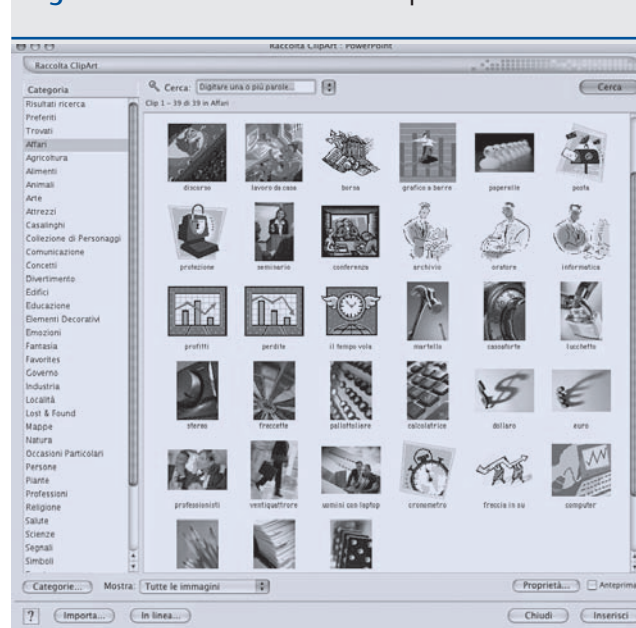 Raccolta ClipArt : PowerPoint
Raccolta ClipArt
Categoria
Cerca: Digitare una o più parole...
Cerca
Clip 1 - 39 di 39 in Affari
Risultati ricerca
Preferiti
Trovati
Affari
Agricoltura
Alimenti
Animali
Arte
Attrezzi
Casalinghi
Collezione di Personaggi
Comunicazione
Concetti
Divertimento
Edifici
Educazione
Elementi Decorativi
Emozioni
Fantasia
Favorites
Governo
Industria
Località
Lost & Found
Mappe
Natura
Occasioni Particolari
Persone
Piante
Professioni
Religione
Salute
Scienze
Segnali
Simboli
discorso lavoro da casa borsa grafico a barre paperelle posta
protezione seminario conferenza archivio oratore informatica
profitti perdite il tempo vola martello cassaforte lucchetto
stereo freccette pallottoliere calcolatrice dollaro euro
professionisti ventiquattrore uomini con laptop cronometro freccia in su computer
Categorie... Mostra: Tutte le immagini Proprietà... Anteprima
? Importa... In linea... Chiudi Inserisci